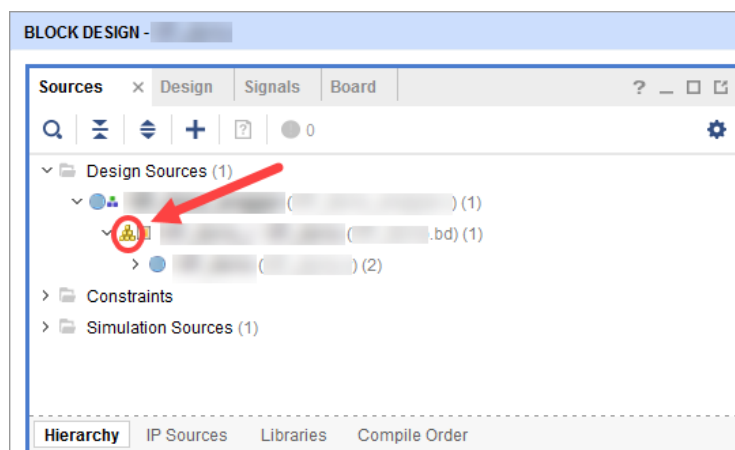 BLOCK DESIGN -
Sources × Design Signals Board ? 
? 0
Design Sources (1)
( ) (1)
( .bd) (1)
( ) (2)
Constraints
Simulation Sources (1)
Hierarchy IP Sources Libraries Compile Order